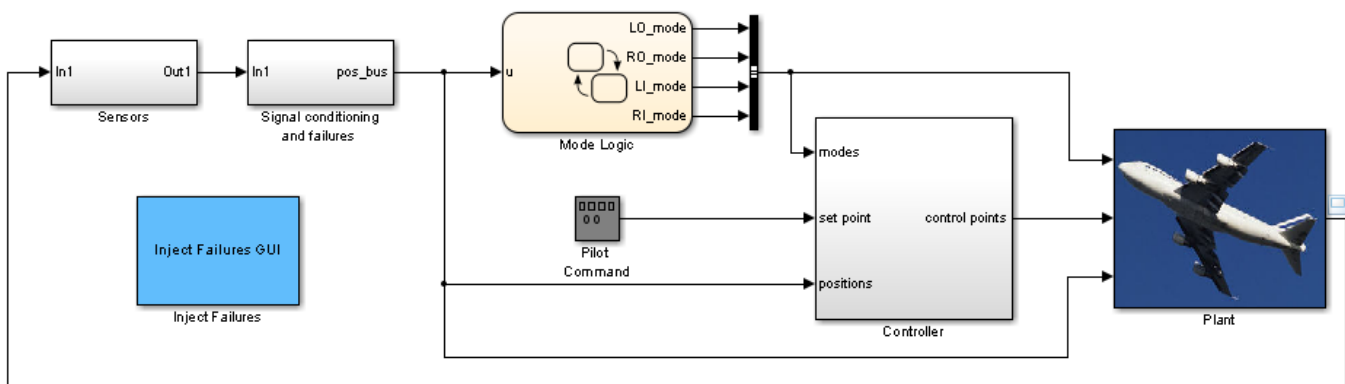 In1
Out1
Sensors
In1
pos_bus
Signal conditioning
and failures
u
LO_mode
RO_mode
LI_mode
RI_mode
Mode Logic
Inject Failures GUI
Inject Failures
Pilot
Command
modes
set point
positions
control points
Controller
Plant